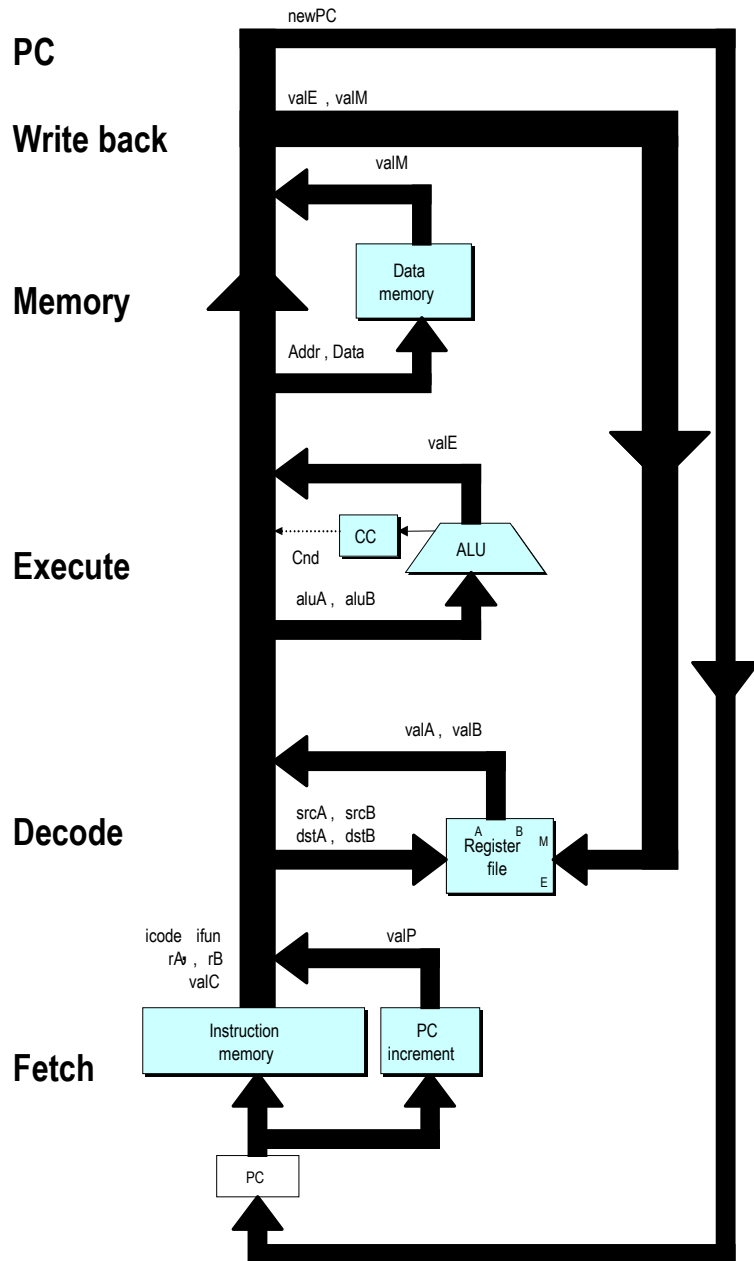 newPC
PC
valE , valM
Write back
valM
Data
memory
Memory
Addr , Data
valE
CC
ALU
Cnd
Execute
aluA , aluB
valA , valB
srcA , srcB
dstA , dstB
A B
M
Register
file
E
Decode
icode ifun
rA , rB
valC
valP
Instruction
memory
PC
increment
Fetch
PC